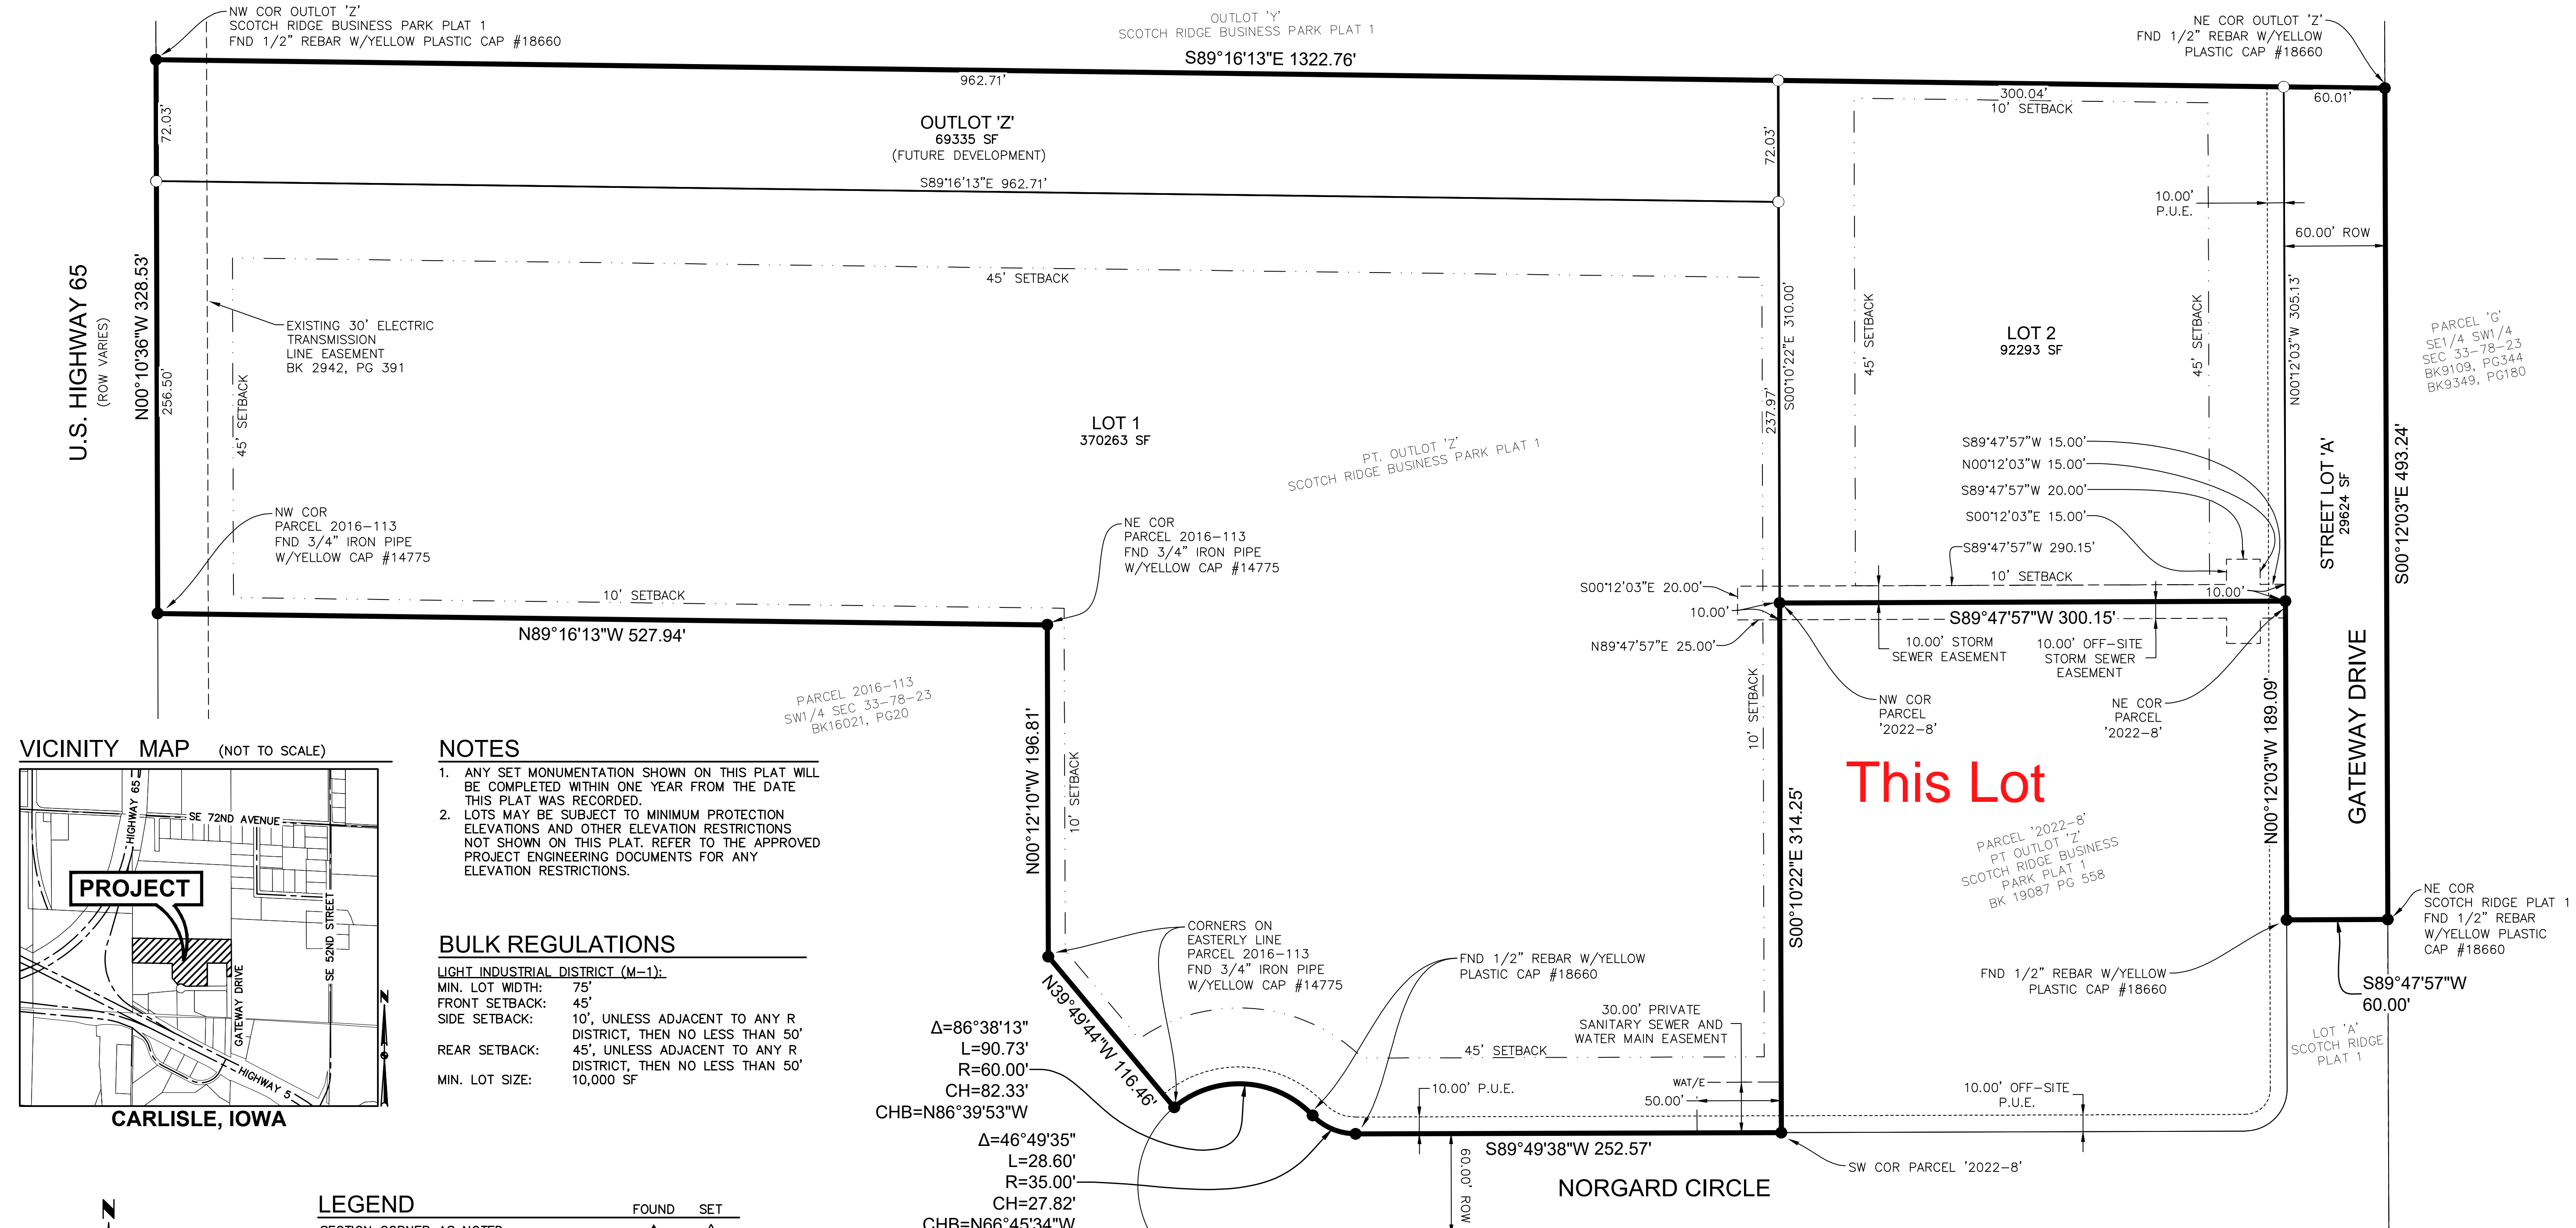 NW COR OUTLOT 'Z'
SCOTCH RIDGE BUSINESS PARK PLAT 1
FND 1/2" REBAR W/YELLOW PLASTIC CAP #18660
OUTLOT 'Y'
SCOTCH RIDGE BUSINESS PARK PLAT 1
S89°16'13"E 1322.76'
NE COR OUTLOT 'Z'
FND 1/2" REBAR W/YELLOW
PLASTIC CAP #18660
962.71'
300.04'
10' SETBACK
60.01'
72.03'
OUTLOT 'Z'
69335 SF
(FUTURE DEVELOPMENT)
72.03'
S89°16'13"E 962.71'
10.00'
P.U.E.
60.00' ROW
U.S. HIGHWAY 65
(ROW VARIES)
N00°10'36"W 328.53'
256.50'
45' SETBACK
45' SETBACK
EXISTING 30' ELECTRIC
TRANSMISSION
LINE EASEMENT
BK 2942, PG 391
LOT 1
370263 SF
PT. OUTLOT 'Z'
SCOTCH RIDGE BUSINESS PARK PLAT 1
237.97'
S00°10'22"E 310.00'
45' SETBACK
LOT 2
92293 SF
45' SETBACK
N00°12'03"W 305.13'
PARCEL 'G'
SE1/4 SW1/4
SEC 33-78-23
BK9109, PG344
BK9349, PG180
S89°47'57"W 15.00'
N00°12'03"W 15.00'
S89°47'57"W 20.00'
S00°12'03"E 15.00'
S89°47'57"W 290.15'
10' SETBACK
10.00'
STREET LOT 'A'
29624 SF
S00°12'03"E 493.24'
NW COR
PARCEL 2016-113
FND 3/4" IRON PIPE
W/YELLOW CAP #14775
NE COR
PARCEL 2016-113
FND 3/4" IRON PIPE
W/YELLOW CAP #14775
10' SETBACK
N89°16'13"W 527.94'
S00°12'03"E 20.00'
10.00'
N89°47'57"E 25.00'
S89°47'57"W 300.15'
10.00' STORM
SEWER EASEMENT
10.00' OFF-SITE
STORM SEWER
EASEMENT
NW COR
PARCEL
'2022-8'
NE COR
PARCEL
'2022-8'
GATEWAY DRIVE
PARCEL 2016-113
SW1/4 SEC 33-78-23
BK16021, PG20
N00°12'10"W 196.81'
10' SETBACK
10' SETBACK
S00°10'22"E 314.25'
This Lot
PARCEL '2022-8'
PT OUTLOT 'Z'
SCOTCH RIDGE BUSINESS
PARK PLAT 1
BK 19087 PG 558
N00°12'03"W 189.09'
NE COR
SCOTCH RIDGE PLAT 1
FND 1/2" REBAR
W/YELLOW PLASTIC
CAP #18660
FND 1/2" REBAR W/YELLOW
PLASTIC CAP #18660
S89°47'57"W
60.00'
LOT 'A'
SCOTCH RIDGE
PLAT 1
VICINITY MAP (NOT TO SCALE)
HIGHWAY 65
SE 72ND AVENUE
PROJECT
SE 52ND STREET
GATEWAY DRIVE
HIGHWAY 5
N
CARLISLE, IOWA
NOTES
1. ANY SET MONUMENTATION SHOWN ON THIS PLAT WILL
BE COMPLETED WITHIN ONE YEAR FROM THE DATE
THIS PLAT WAS RECORDED.
2. LOTS MAY BE SUBJECT TO MINIMUM PROTECTION
ELEVATIONS AND OTHER ELEVATION RESTRICTIONS
NOT SHOWN ON THIS PLAT. REFER TO THE APPROVED
PROJECT ENGINEERING DOCUMENTS FOR ANY
ELEVATION RESTRICTIONS.
BULK REGULATIONS
LIGHT INDUSTRIAL DISTRICT (M-1):
MIN. LOT WIDTH: 75'
FRONT SETBACK: 45'
SIDE SETBACK: 10', UNLESS ADJACENT TO ANY R
DISTRICT, THEN NO LESS THAN 50'
REAR SETBACK: 45', UNLESS ADJACENT TO ANY R
DISTRICT, THEN NO LESS THAN 50'
MIN. LOT SIZE: 10,000 SF
CORNERS ON
EASTERLY LINE
PARCEL 2016-113
FND 3/4" IRON PIPE
W/YELLOW CAP #14775
FND 1/2" REBAR W/YELLOW
PLASTIC CAP #18660
N39°49'44"W 116.46'
30.00' PRIVATE
SANITARY SEWER AND
WATER MAIN EASEMENT
45' SETBACK
Δ=86°38'13"
L=90.73'
R=60.00'
CH=82.33'
CHB=N86°39'53"W
10.00' P.U.E.
WAT/E
50.00'
10.00' OFF-SITE
P.U.E.
Δ=46°49'35"
L=28.60'
R=35.00'
CH=27.82'
CHB=N66°45'34"W
S89°49'38"W 252.57'
60.00' ROW
NORGARD CIRCLE
SW COR PARCEL '2022-8'
N
LEGEND FOUND SET
SECTION CORNER AS NOTED